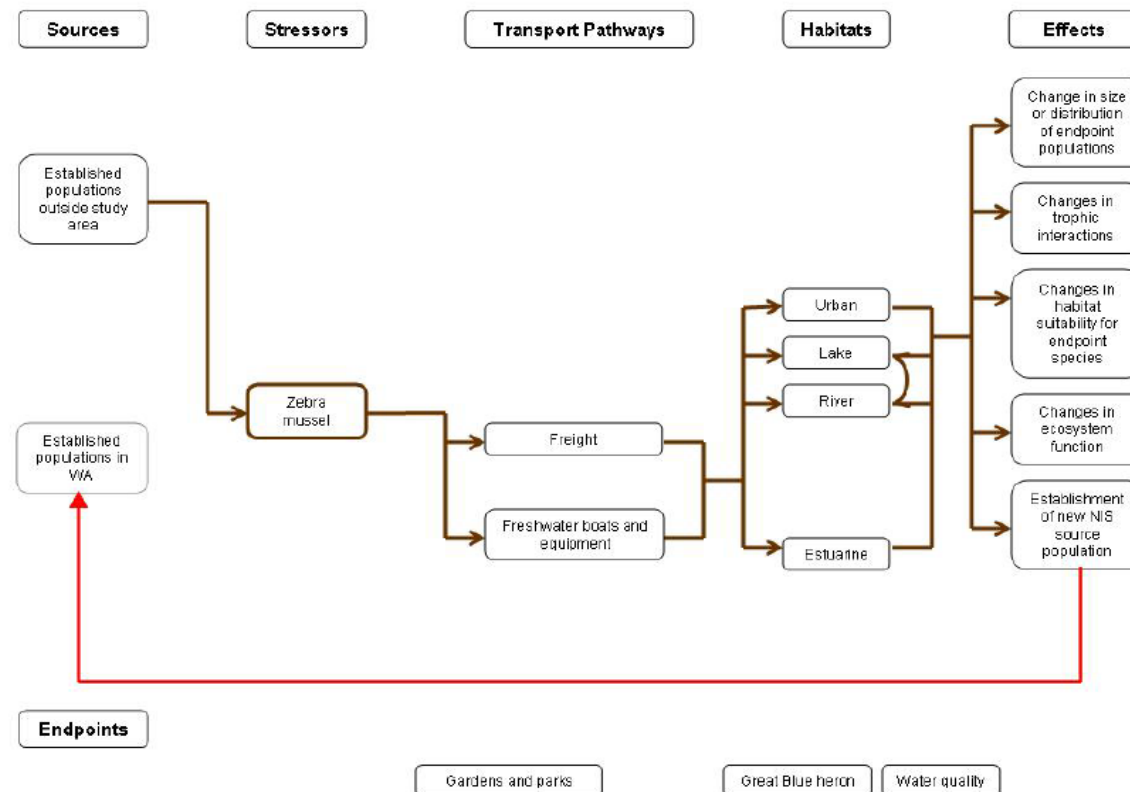 Sources
Stressors
Transport Pathways
Habitats
Effects
Established
populations
outside study
area
Established
populations in
WA
Zebra
mussel
Freight
Freshwater boats and
equipment
Urban
Lake
River
Estuarine
Change in size
or distribution
of endpoint
populations
Changes in
trophic
interactions
Changes in
habitat
suitability for
endpoint
species
Changes in
ecosystem
function
Establishment
of new NIS
source
population
Endpoints
Gardens and parks
Great Blue heron
Water quality